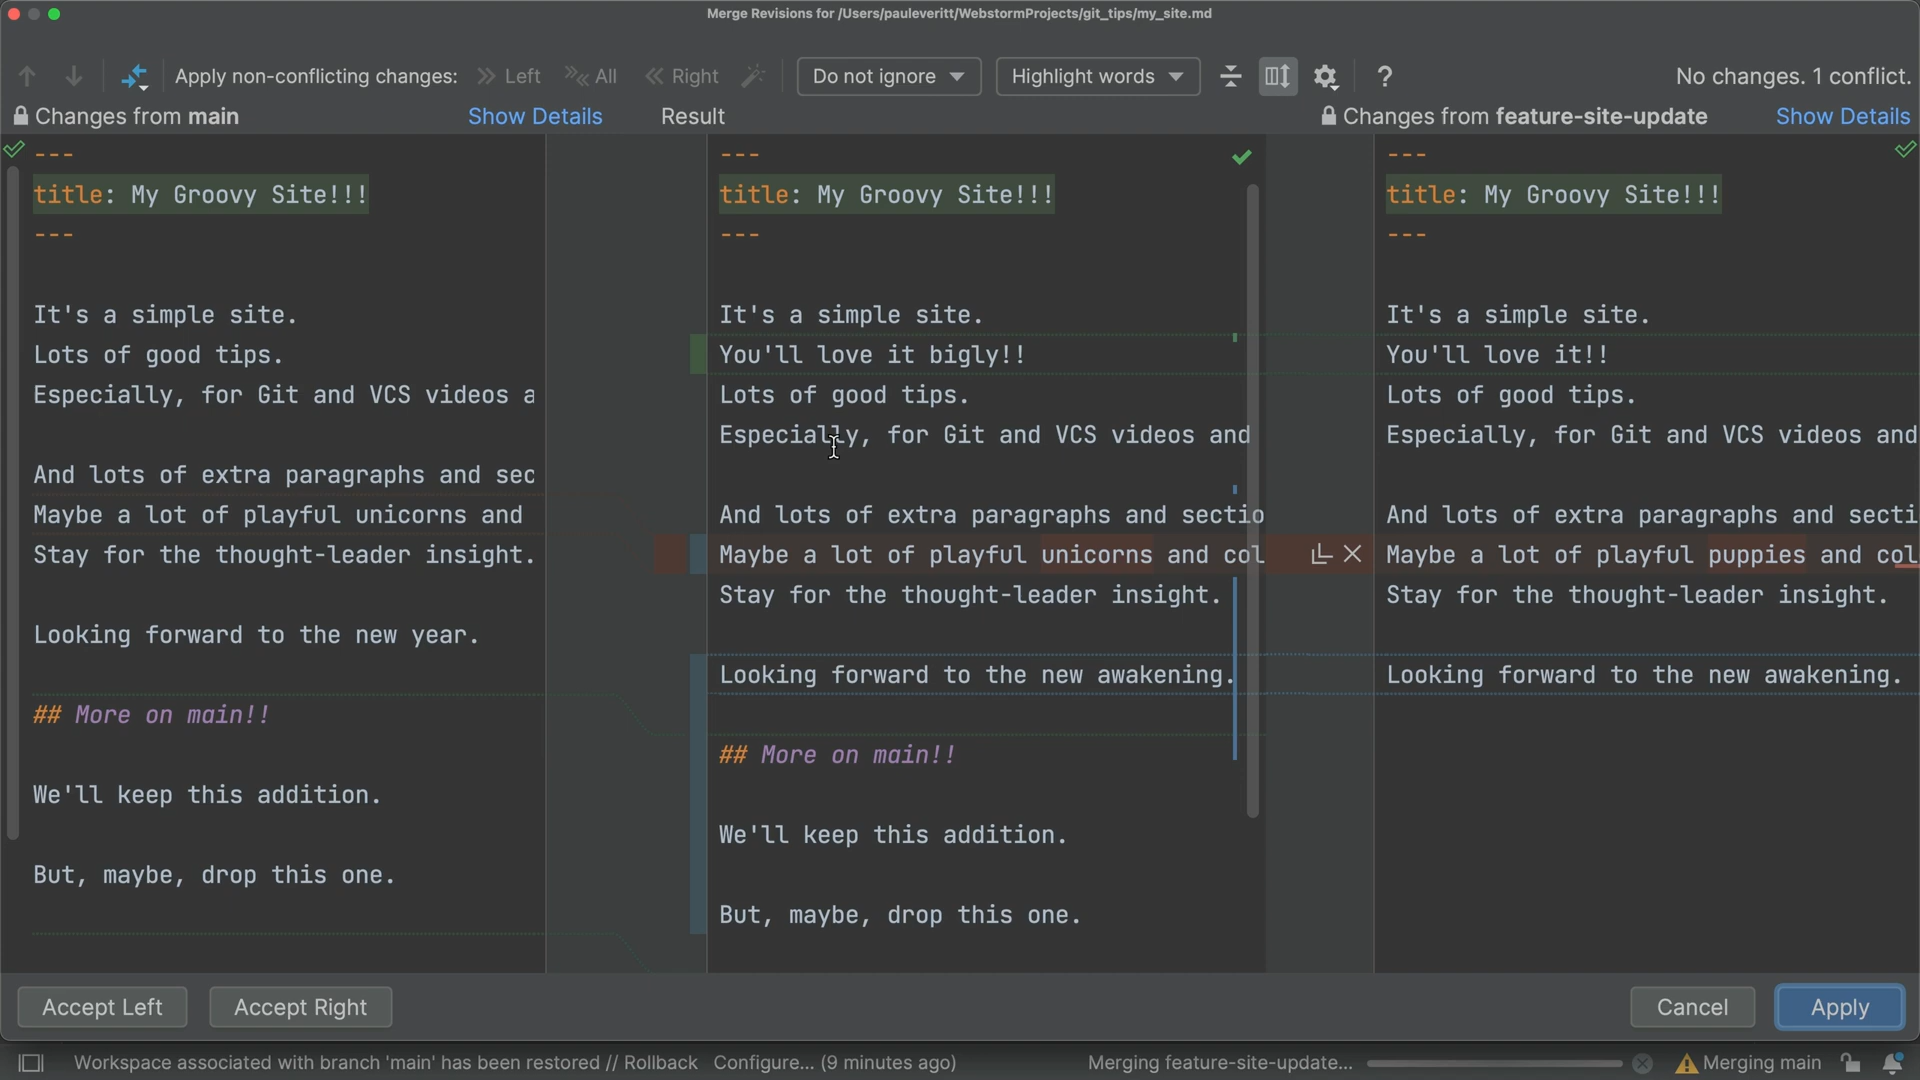 Merge Revisions for /Users/pauleveritt/WebstormProjects/git_tips/my_site.md
Apply non-conflicting changes: Left All Right Do not ignore Highlight words ? No changes. 1 conflict.
Changes from main Show Details Result Changes from feature-site-update Show Details
---
title: My Groovy Site!!!
---
It's a simple site.
Lots of good tips.
Especially, for Git and VCS videos a
And lots of extra paragraphs and sec
Maybe a lot of playful unicorns and
Stay for the thought-leader insight.
Looking forward to the new year.
## More on main!!
We'll keep this addition.
But, maybe, drop this one.
---
title: My Groovy Site!!!
---
It's a simple site.
You'll love it bigly!!
Lots of good tips.
Especially, for Git and VCS videos and
And lots of extra paragraphs and sectio
Maybe a lot of playful unicorns and col
Stay for the thought-leader insight.
Looking forward to the new awakening.
## More on main!!
We'll keep this addition.
But, maybe, drop this one.
---
title: My Groovy Site!!!
---
It's a simple site.
You'll love it!!
Lots of good tips.
Especially, for Git and VCS videos and
And lots of extra paragraphs and secti
Maybe a lot of playful puppies and col
Stay for the thought-leader insight.
Looking forward to the new awakening.
Accept Left Accept Right Cancel Apply
Workspace associated with branch 'main' has been restored // Rollback Configure... (9 minutes ago) Merging feature-site-update... Merging main